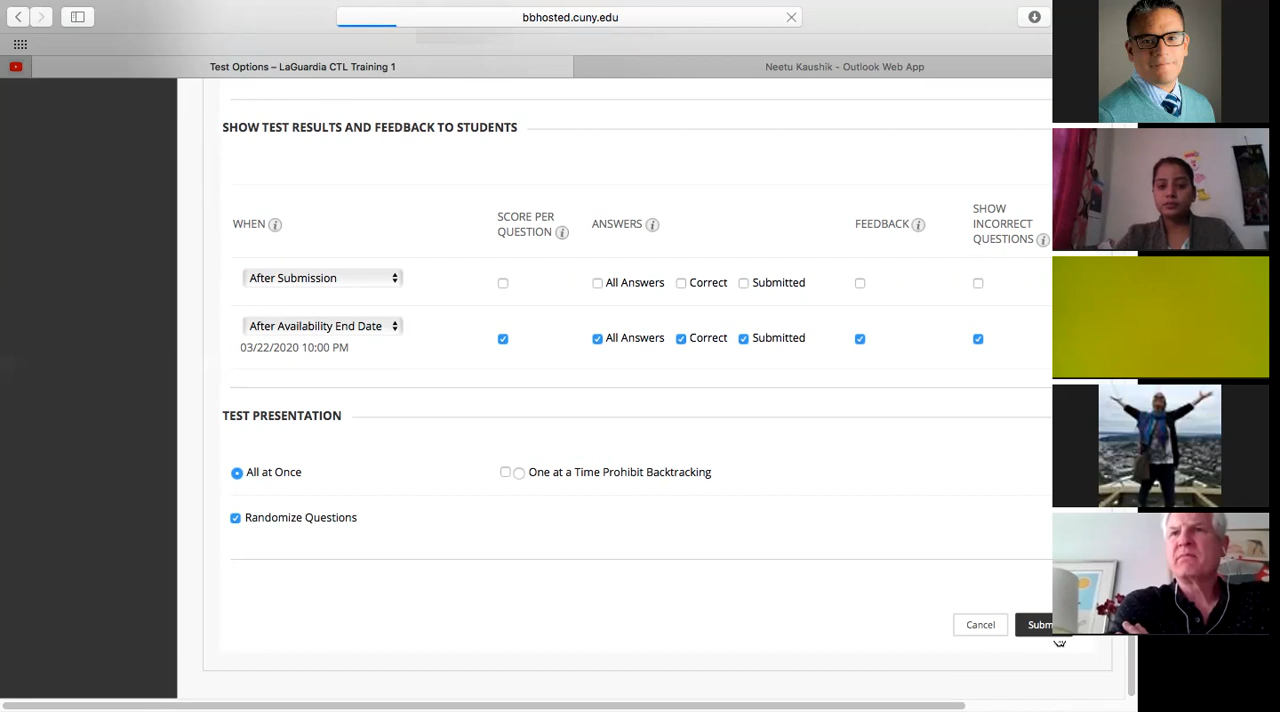 bbhosted.cuny.edu
Test Options – LaGuardia CTL Training 1
Neetu Kaushik - Outlook Web App
SHOW TEST RESULTS AND FEEDBACK TO STUDENTS
WHEN
SCORE PER
QUESTION
ANSWERS
FEEDBACK
SHOW
INCORRECT
QUESTIONS
After Submission
All Answers Correct Submitted
After Availability End Date
03/22/2020 10:00 PM
All Answers Correct Submitted
TEST PRESENTATION
All at Once
One at a Time Prohibit Backtracking
Randomize Questions
Cancel
Subm